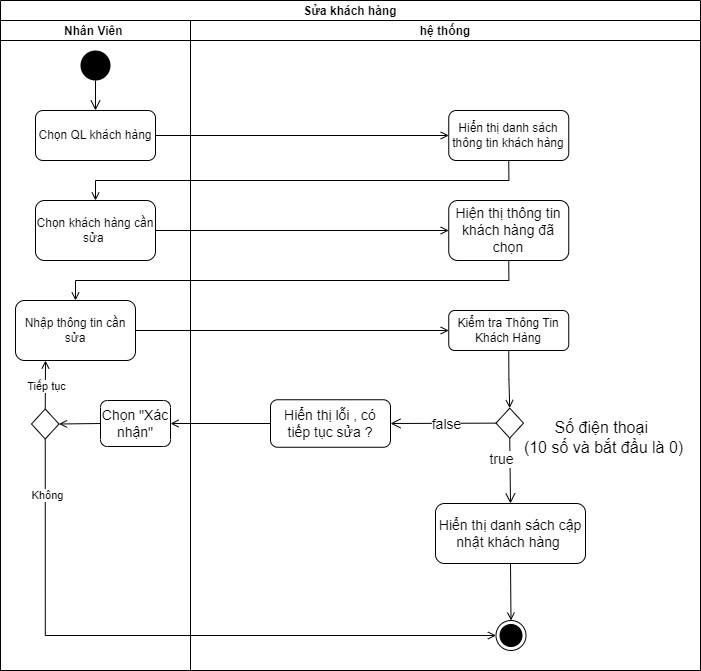 Sửa khách hàng
Nhân Viên
hệ thống
Chọn QL khách hàng
Hiển thị danh sách
thông tin khách hàng
Chọn khách hàng cần
sửa
Hiện thị thông tin
khách hàng đã
chọn
Nhập thông tin cần
sửa
Kiểm tra Thông Tin
Khách Hàng
Tiếp tục
Chọn "Xác
nhận"
Hiển thị lỗi , có
tiếp tục sửa ?
false
Số điện thoại
(10 số và bắt đầu là 0)
true
Không
Hiển thị danh sách cập
nhật khách hàng